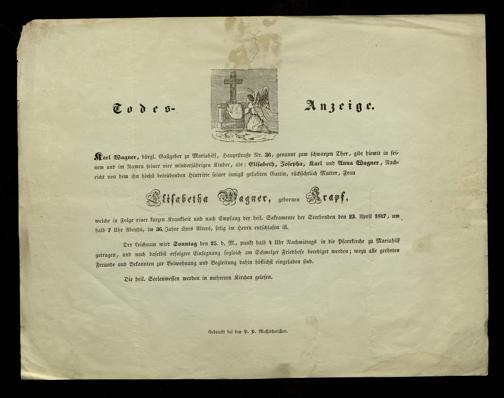 Todes- Anzeige.
Karl Wagner, bürgl. Gastgeber zu Mariahilf, Hauptstraße Nr. 36, genannt zum schwarzen Thor, gibt hiemit in sei-
nem und im Namen seiner vier minderjährigen Kinder, als: Elisabeth, Josepha, Karl und Anna Wagner, Nach-
richt von dem ihn höchst betrübenden Hintritte seiner innigst geliebten Gattin, rücksichtlich Mutter, Frau
Elisabetha Wagner, gebornen Krapf,
welche in Folge einer kurzen Krankheit und nach Empfang der heil. Sakramente der Sterbenden den 23. April 1847, um
halb 7 Uhr Abends, im 36. Jahre ihres Alters, selig im Herrn entschlafen ist.
Der Leichnam wird Sonntag den 25. d. M., punkt halb 4 Uhr Nachmittags in die Pfarrkirche zu Mariahilf
getragen, und nach daselbst erfolgter Einsegnung sogleich am Schmelzer Friedhofe beerdigt werden; wozu alle geehrten
Freunde und Bekannten zur Beiwohnung und Begleitung dahin höflichst eingeladen sind.
Die heil. Seelenmessen werden in mehreren Kirchen gelesen.
Gedruckt bei den P. P. Mechitharisten.